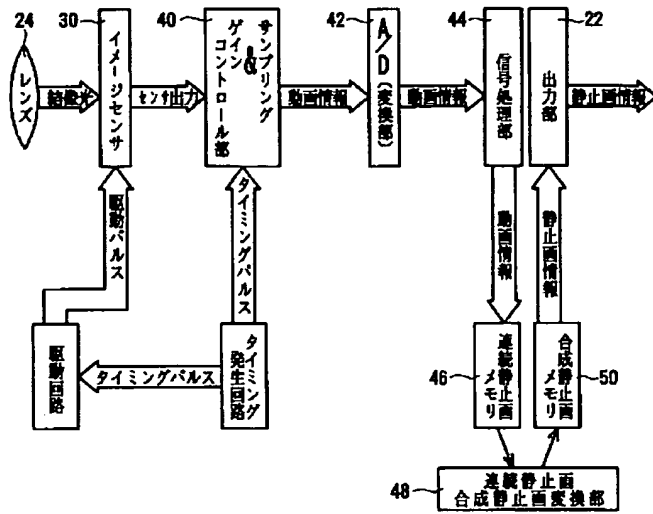 24
30
40
42
44
22
レンズ
結像光
イメージセンサ
センサ出力
サンプリング
&
ゲイン
コントロール部
動画情報
A/D(変換部)
動画情報
信号処理部
出力部
静止画情報
駆動パルス
タイミングパルス
動画情報
静止画情報
駆動回路
タイミングパルス
タイミング
発生回路
46
連続静止画
メモリ
合成静止画
メモリ
50
48
連続静止画
合成静止画変換部